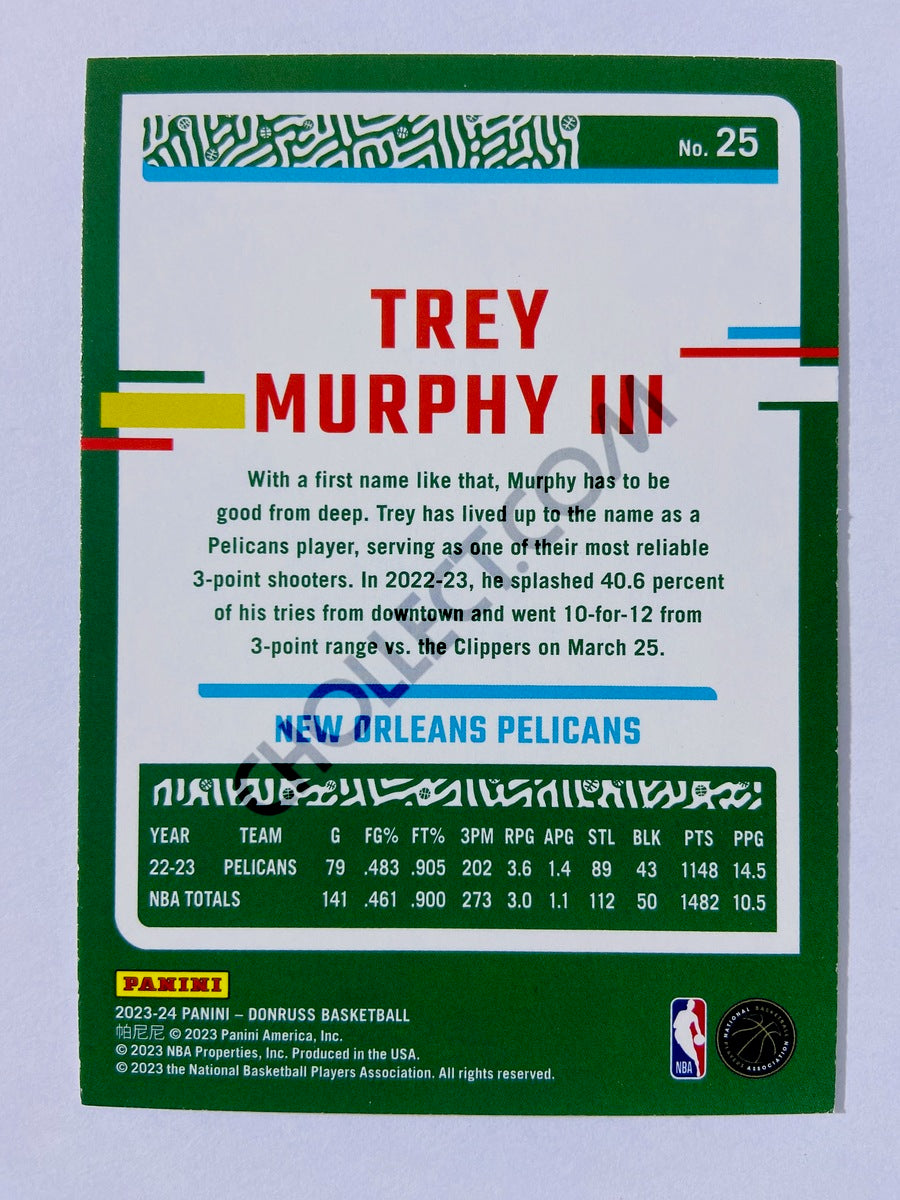 No. 25
TREY
MURPHY III
With a first name like that, Murphy has to be
good from deep. Trey has lived up to the name as a
Pelicans player, serving as one of their most reliable
3-point shooters. In 2022-23, he splashed 40.6 percent
of his tries from downtown and went 10-for-12 from
3-point range vs. the Clippers on March 25.
CHOLLECT.COM
NEW ORLEANS PELICANS
YEAR TEAM G FG% FT% 3PM RPG APG STL BLK PTS PPG
22-23 PELICANS 79 .483 .905 202 3.6 1.4 89 43 1148 14.5
NBA TOTALS 141 .461 .900 273 3.0 1.1 112 50 1482 10.5
PANINI
2023-24 PANINI – DONRUSS BASKETBALL
帕尼尼 © 2023 Panini America, Inc.
© 2023 NBA Properties, Inc. Produced in the USA.
© 2023 the National Basketball Players Association. All rights reserved.
NBA
NATIONAL BASKETBALL PLAYERS ASSOCIATION